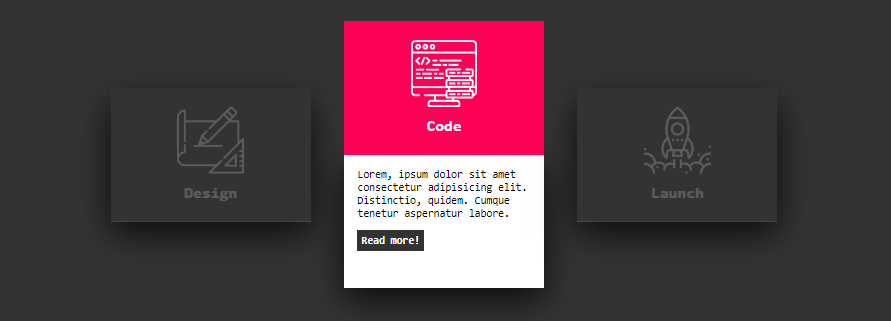 Design
Code
Lorem, ipsum dolor sit amet
consectetur adipisicing elit.
Distinctio, quidem. Cumque
tenetur aspernatur labore.
Read more!
Launch